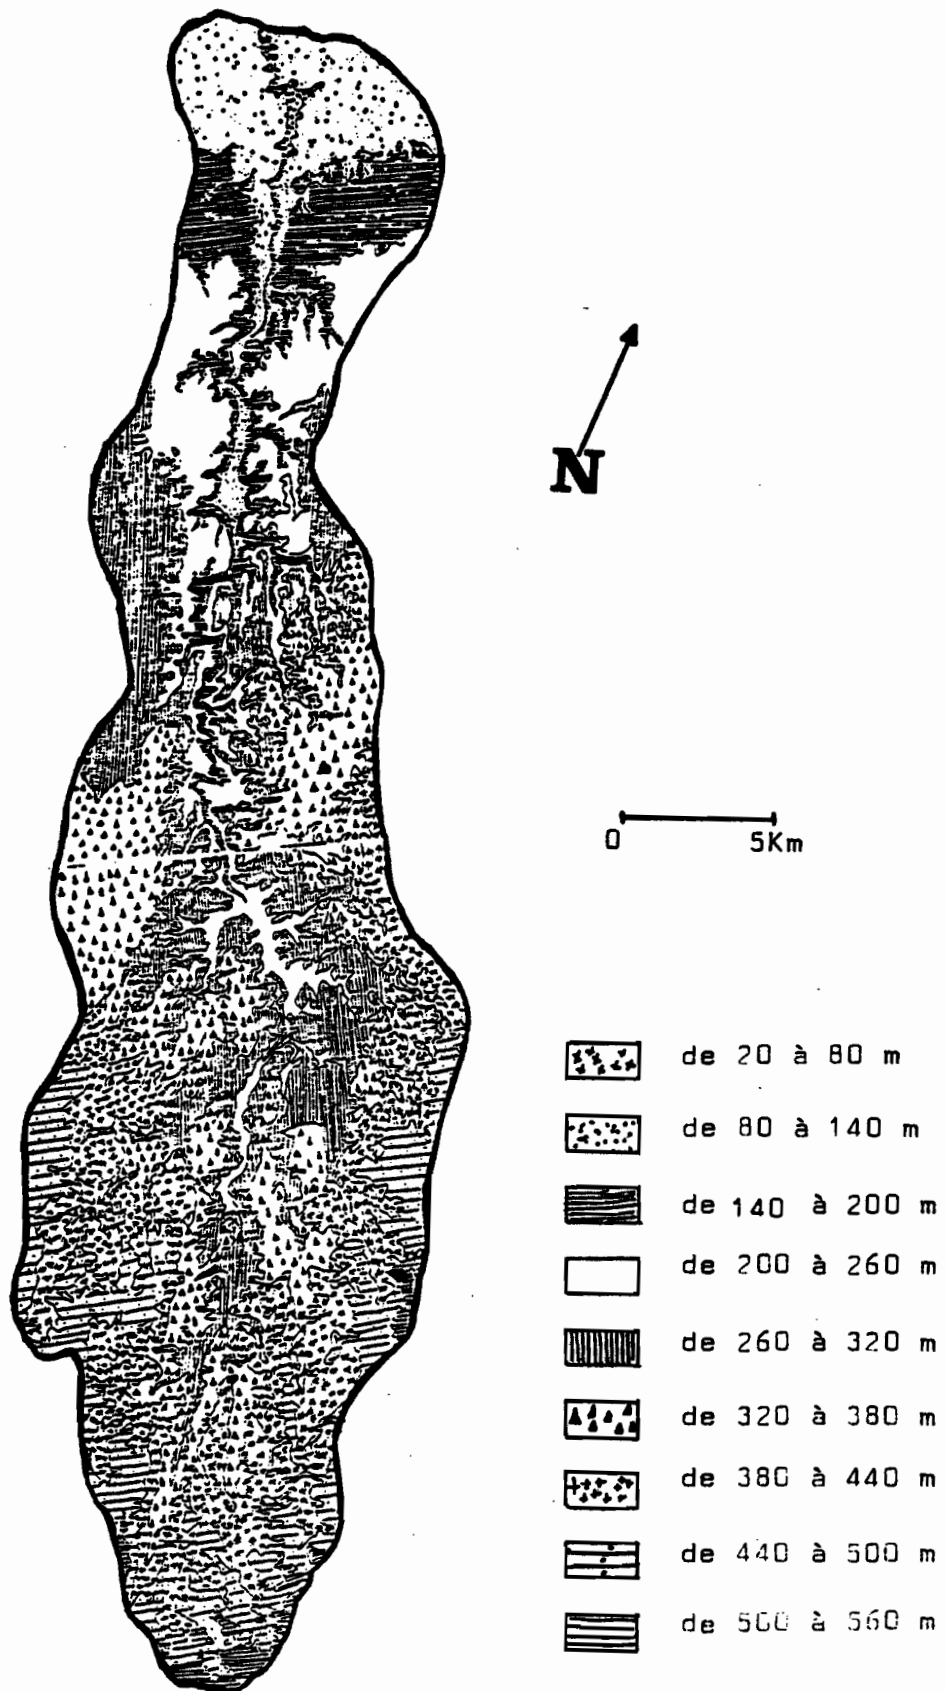 N
0 5Km
de 20 à 80 m
de 80 à 140 m
de 140 à 200 m
de 200 à 260 m
de 260 à 320 m
de 320 à 380 m
de 380 à 440 m
de 440 à 500 m
de 500 à 560 m